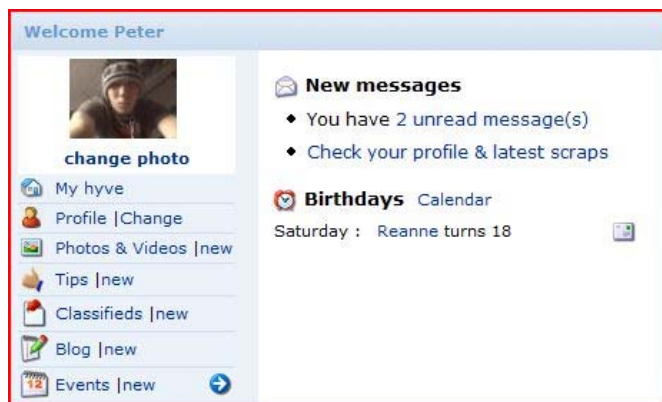 Welcome Peter
change photo
My hyve
Profile |Change
Photos & Videos |new
Tips |new
Classifieds |new
Blog |new
12
Events |new
New messages
You have 2 unread message(s)
Check your profile & latest scraps
Birthdays Calendar
Saturday : Reanne turns 18